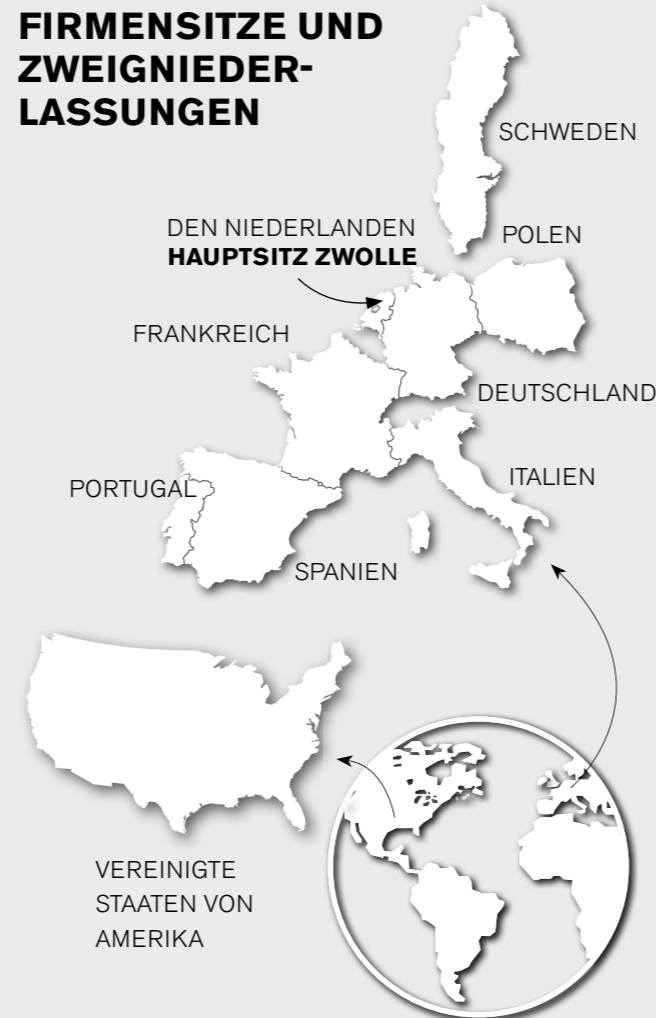 FIRMENSITZE UND
ZWEIGNIEDER-
LASSUNGEN
SCHWEDEN
DEN NIEDERLANDEN
HAUPTSITZ ZWOLLE
POLEN
FRANKREICH
DEUTSCHLAND
ITALIEN
PORTUGAL
SPANIEN
VEREINIGTE
STAATEN VON
AMERIKA